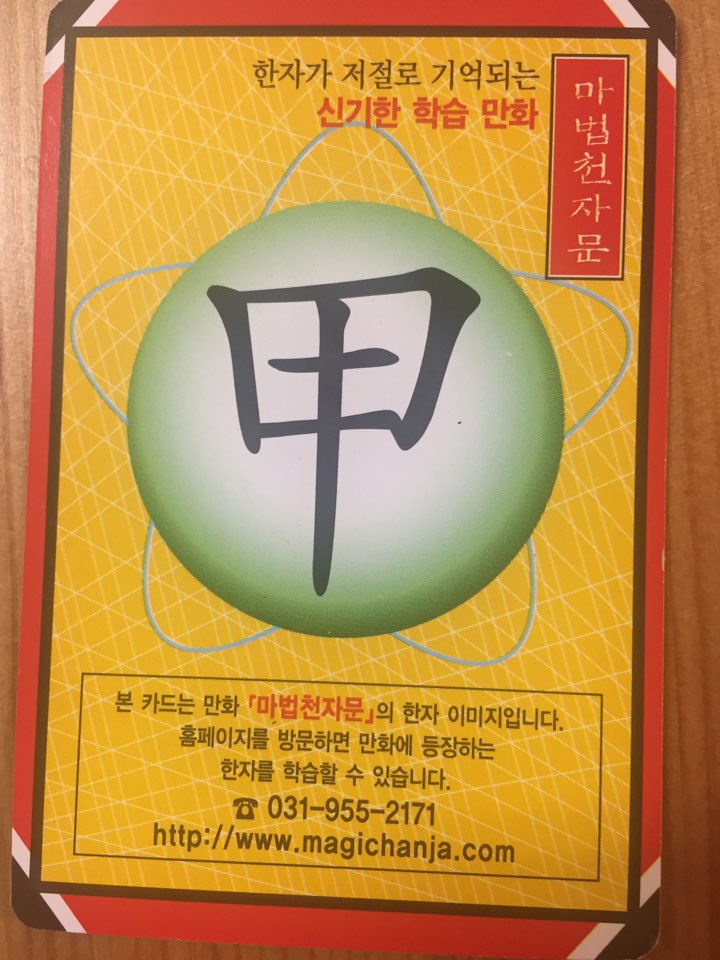 한자가 저절로 기억되는
신기한 학습 만화
마법천자문
甲
본 카드는 만화 「마법천자문」의 한자 이미지입니다.
홈페이지를 방문하면 만화에 등장하는
한자를 학습할 수 있습니다.
☎ 031-955-2171
http://www.magichanja.com